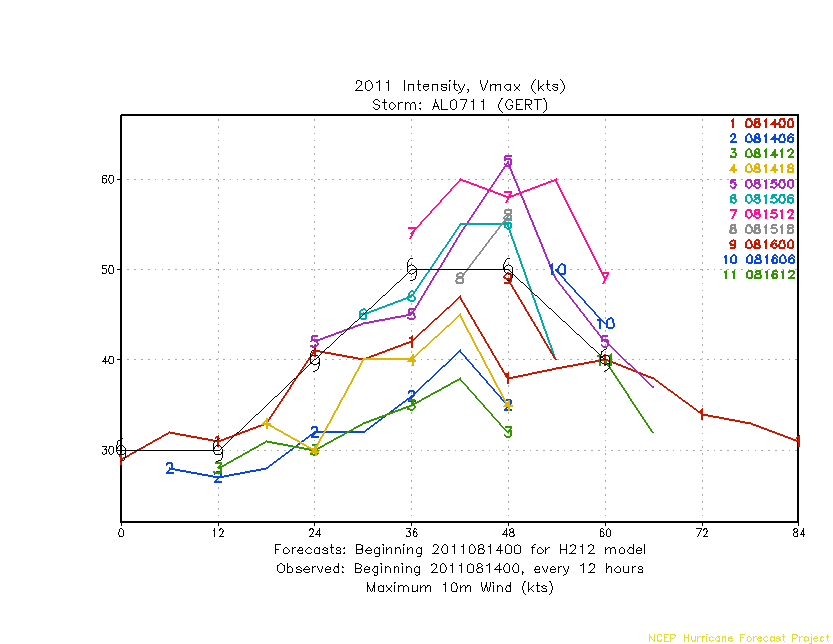 2011 Intensity, Vmax (kts)
Storm: AL0711 (GERT)
1 081400
2 081406
3 081412
4 081418
5 081500
6 081506
7 081512
8 081518
9 081600
10 081606
11 081612
60
50
40
30
0 12 24 36 48 60 72 84
Forecasts: Beginning 2011081400 for H212 model
Observed: Beginning 2011081400, every 12 hours
Maximum 10m Wind (kts)
NCEP Hurricane Forecast Project